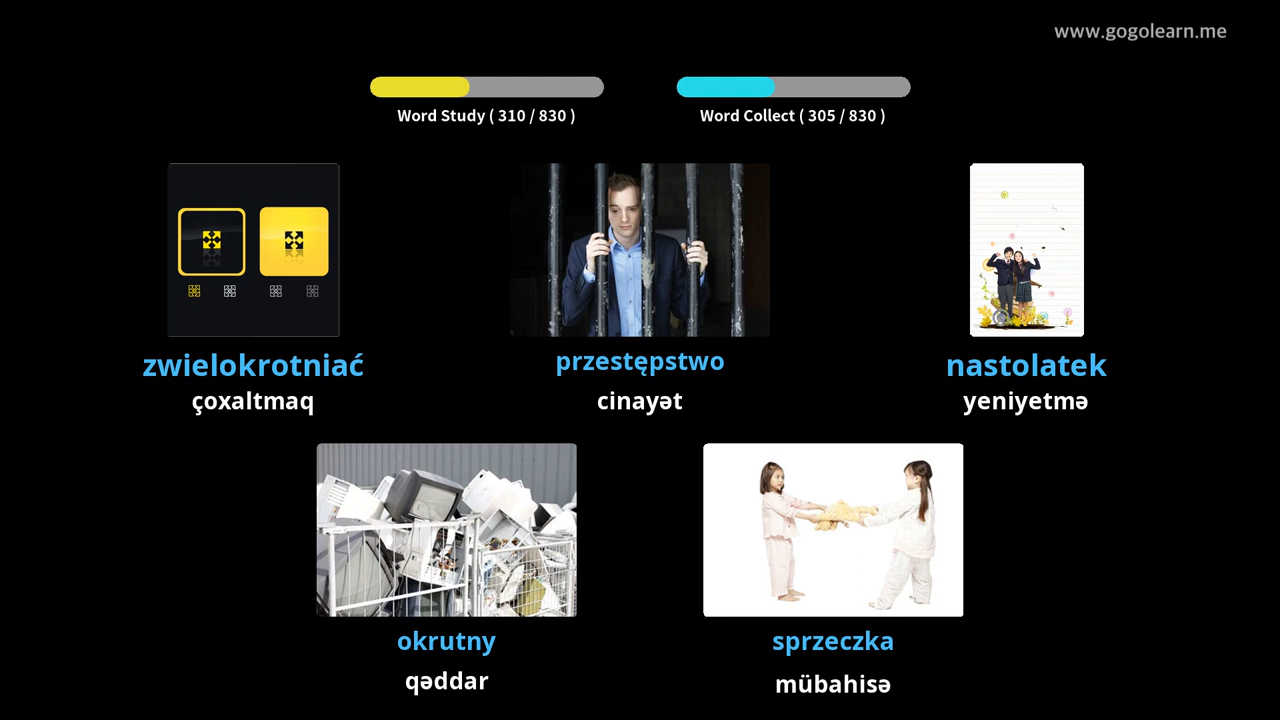 www.gogolearn.me
Word Study ( 310 / 830 )
Word Collect ( 305 / 830 )
zwielokrotniać
çoxaltmaq
przestępstwo
cinayət
nastolatek
yeniyetmə
okrutny
qəddar
sprzeczka
mübahisə